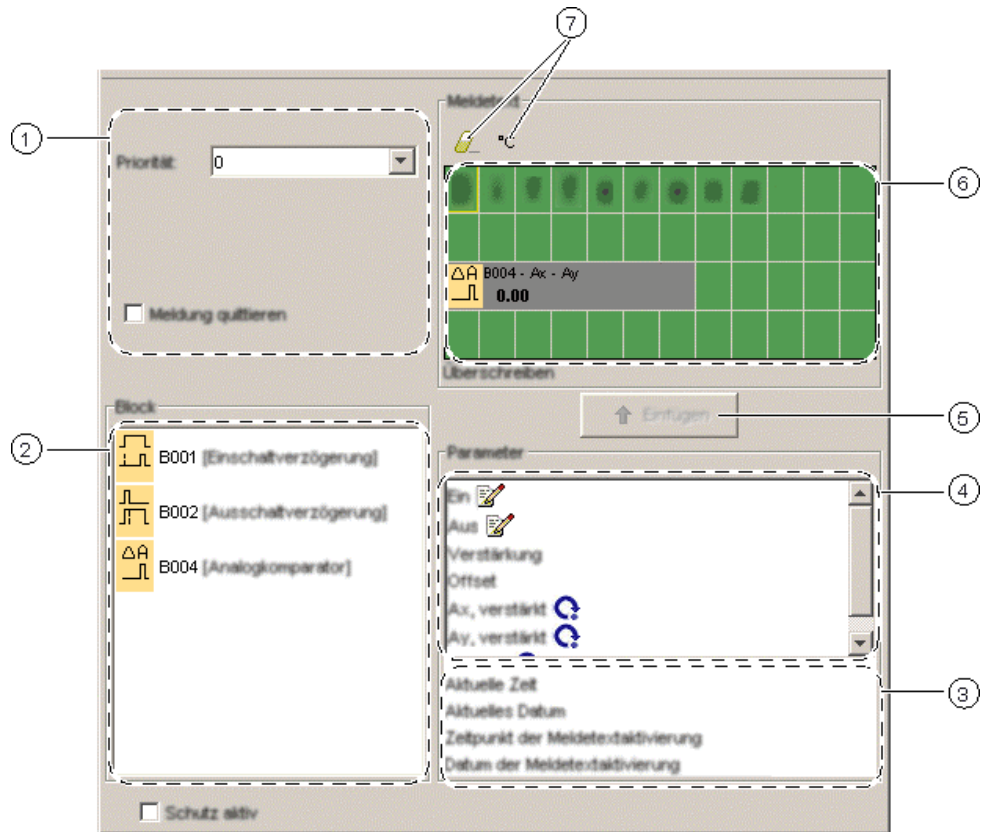 7
1
Priorität:
0
Meldung quittieren
Meldetext
°C
6
B004 - Ax - Ay
0.00
Überschreiben
Einfügen
5
2
Block
B001 [Einschaltverzögerung]
B002 [Ausschaltverzögerung]
B004 [Analogkomparator]
Parameter
4
Ein
Aus
Verstärkung
Offset
Ax, verstärkt
Ay, verstärkt
3
Aktuelle Zeit
Aktuelles Datum
Zeitpunkt der Meldetextaktivierung
Datum der Meldetextaktivierung
Schutz aktiv